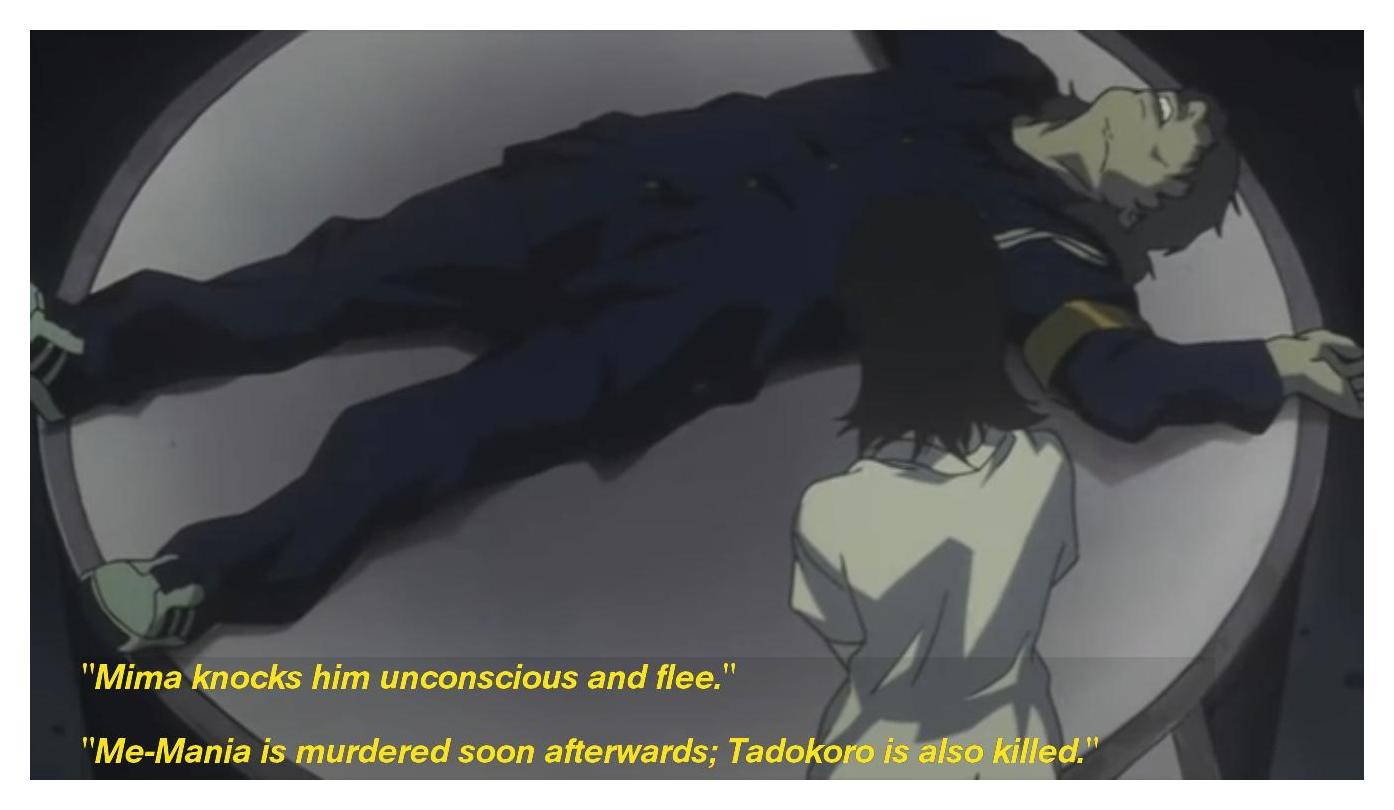 "Mima knocks him unconscious and flee."
"Me-Mania is murdered soon afterwards; Tadokoro is also killed."